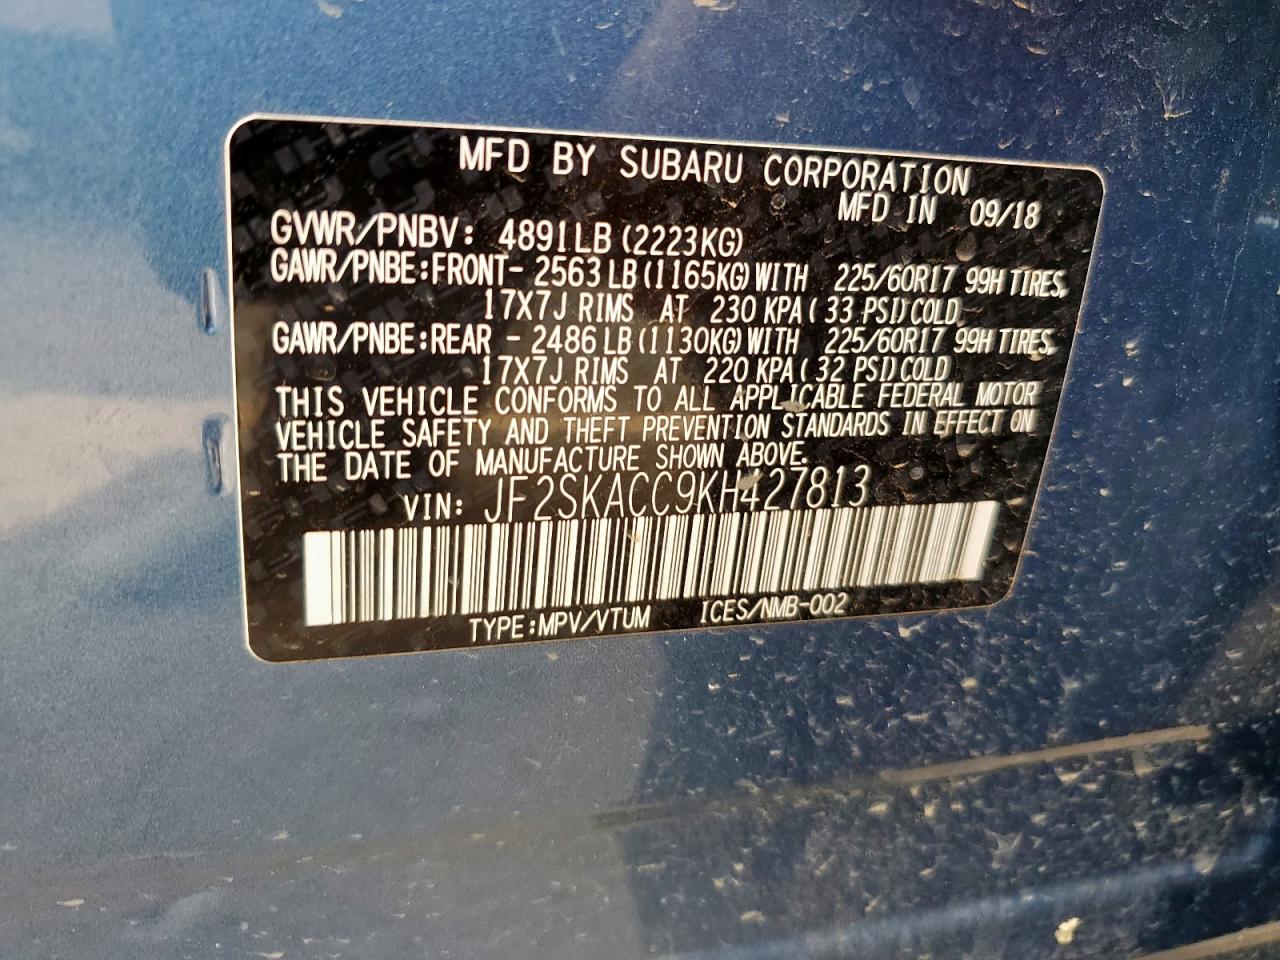 MFD BY SUBARU CORPORATION
MFD IN 09/18
GVWR/PNBV: 4891LB (2223KG)
GAWR/PNBE:FRONT- 2563 LB (1165KG) WITH 225/60R17 99H TIRES,
17X7J RIMS AT 230 KPA ( 33 PSI) COLD
GAWR/PNBE:REAR - 2486 LB (1130KG) WITH 225/60R17 99H TIRES,
17X7J RIMS AT 220 KPA ( 32 PSI) COLD
THIS VEHICLE CONFORMS TO ALL APPLICABLE FEDERAL MOTOR
VEHICLE SAFETY AND THEFT PREVENTION STANDARDS IN EFFECT ON
THE DATE OF MANUFACTURE SHOWN ABOVE.
VIN: JF2SKACC9KH427813
TYPE:MPV/VTUM ICES/NMB-002